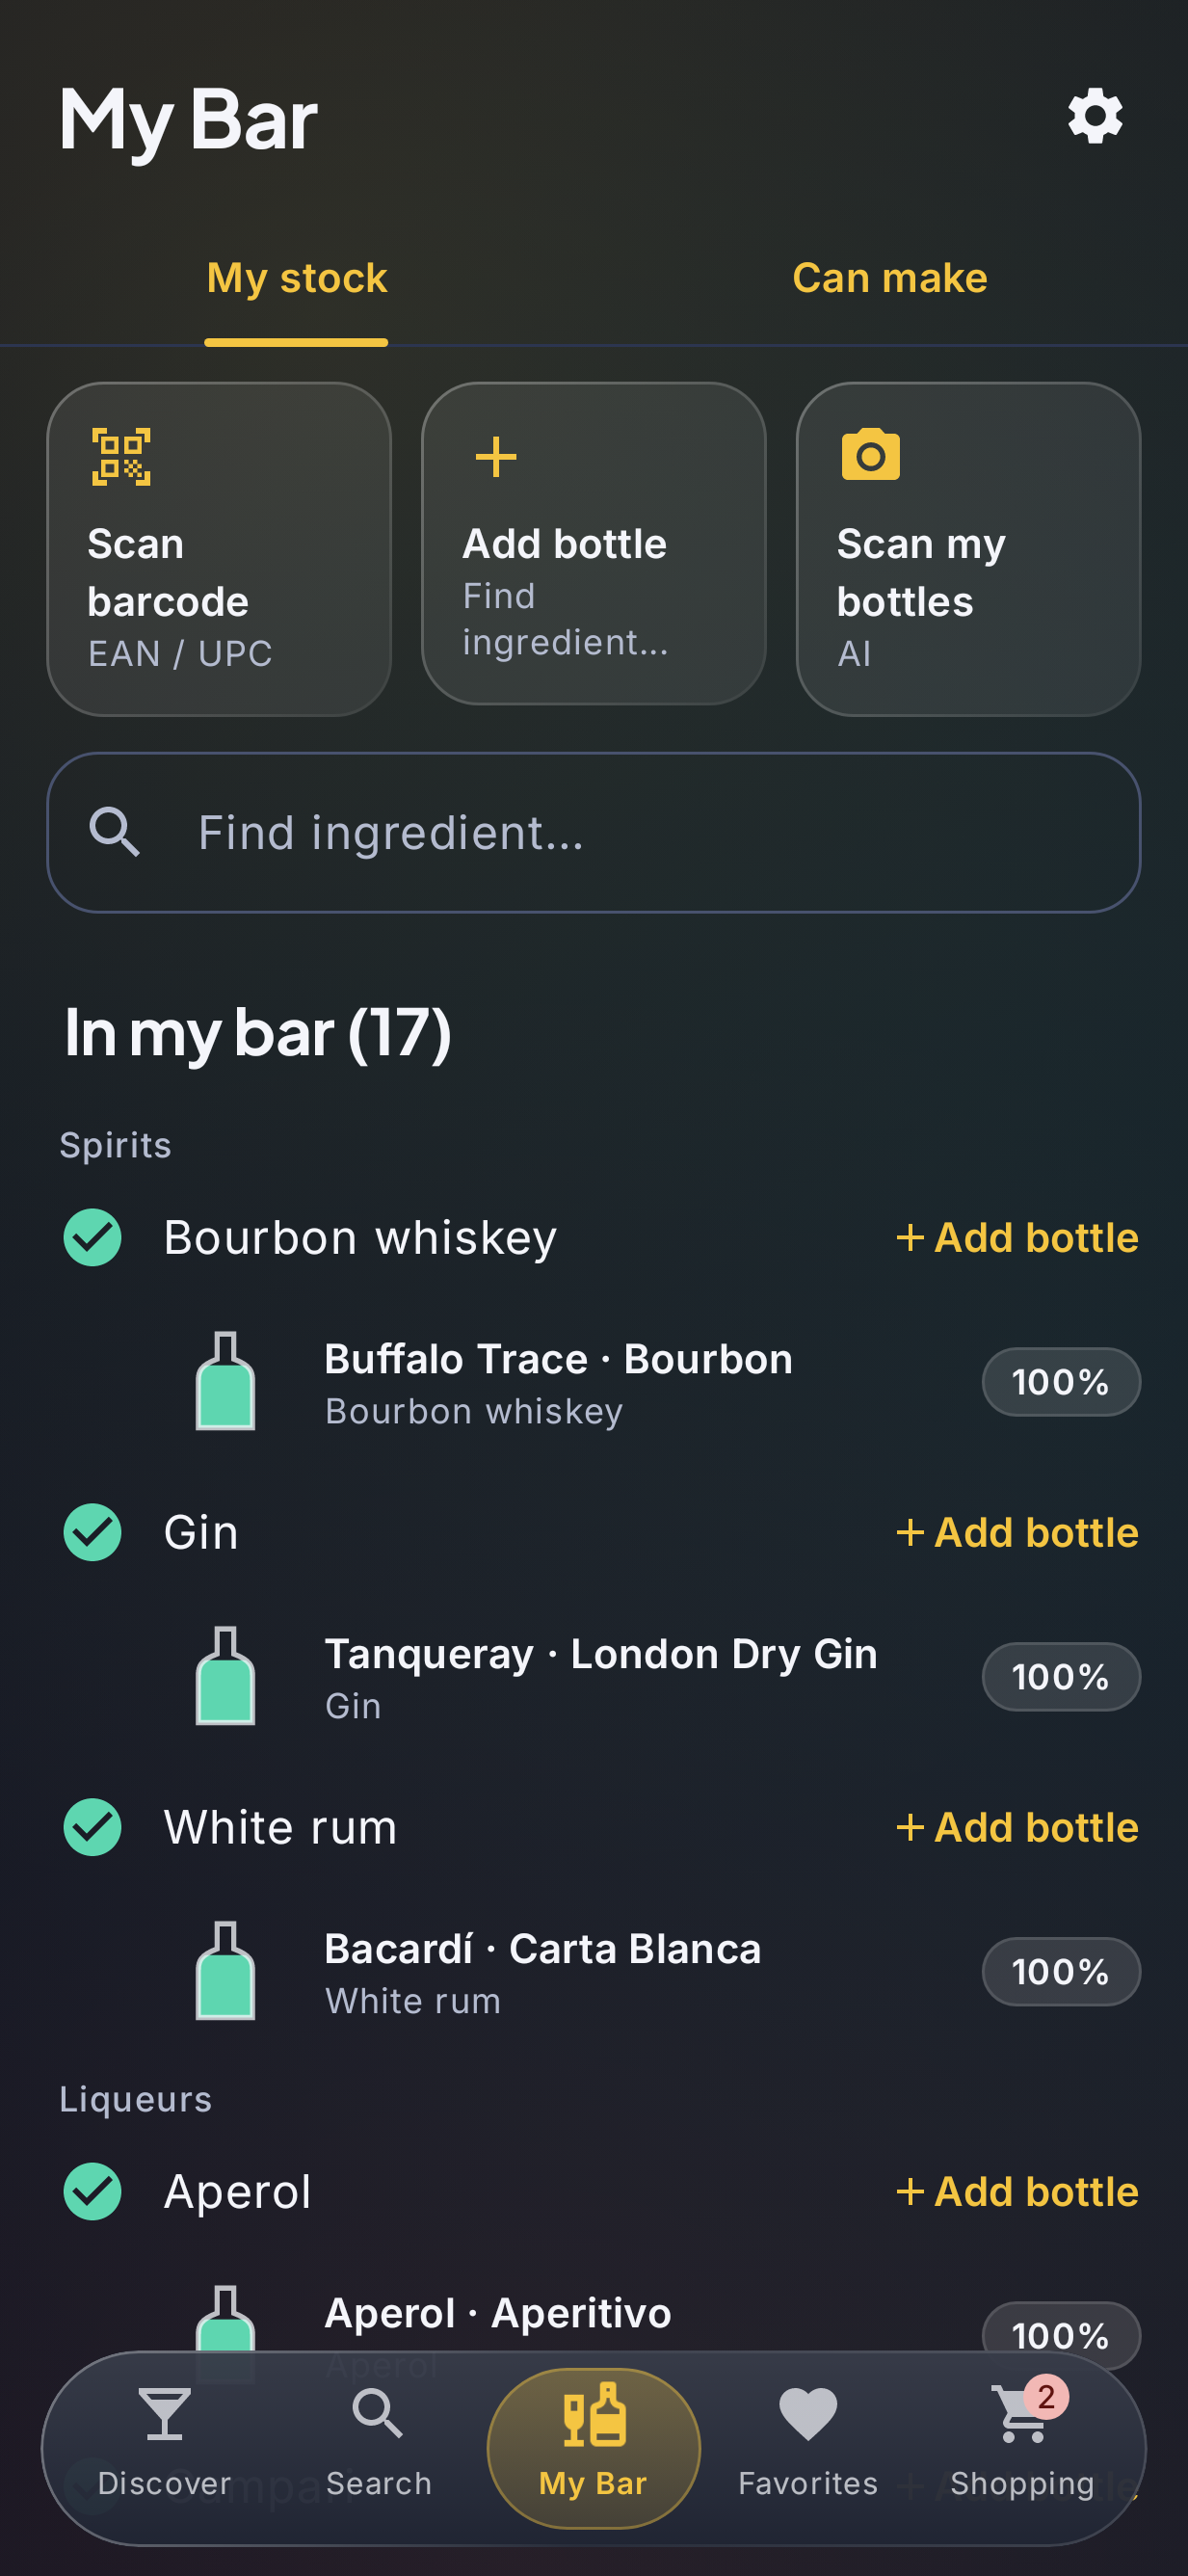 My Bar
My stock
Can make
Scan
barcode
EAN / UPC
Add bottle
Find
ingredient...
Scan my
bottles
AI
Find ingredient...
In my bar (17)
Spirits
Bourbon whiskey
+ Add bottle
Buffalo Trace · Bourbon
Bourbon whiskey
100%
Gin
+ Add bottle
Tanqueray · London Dry Gin
Gin
100%
White rum
+ Add bottle
Bacardí · Carta Blanca
White rum
100%
Liqueurs
Aperol
+ Add bottle
Aperol · Aperitivo
Aperol
100%
2
Discover
Search
My Bar
Favorites
Shopping